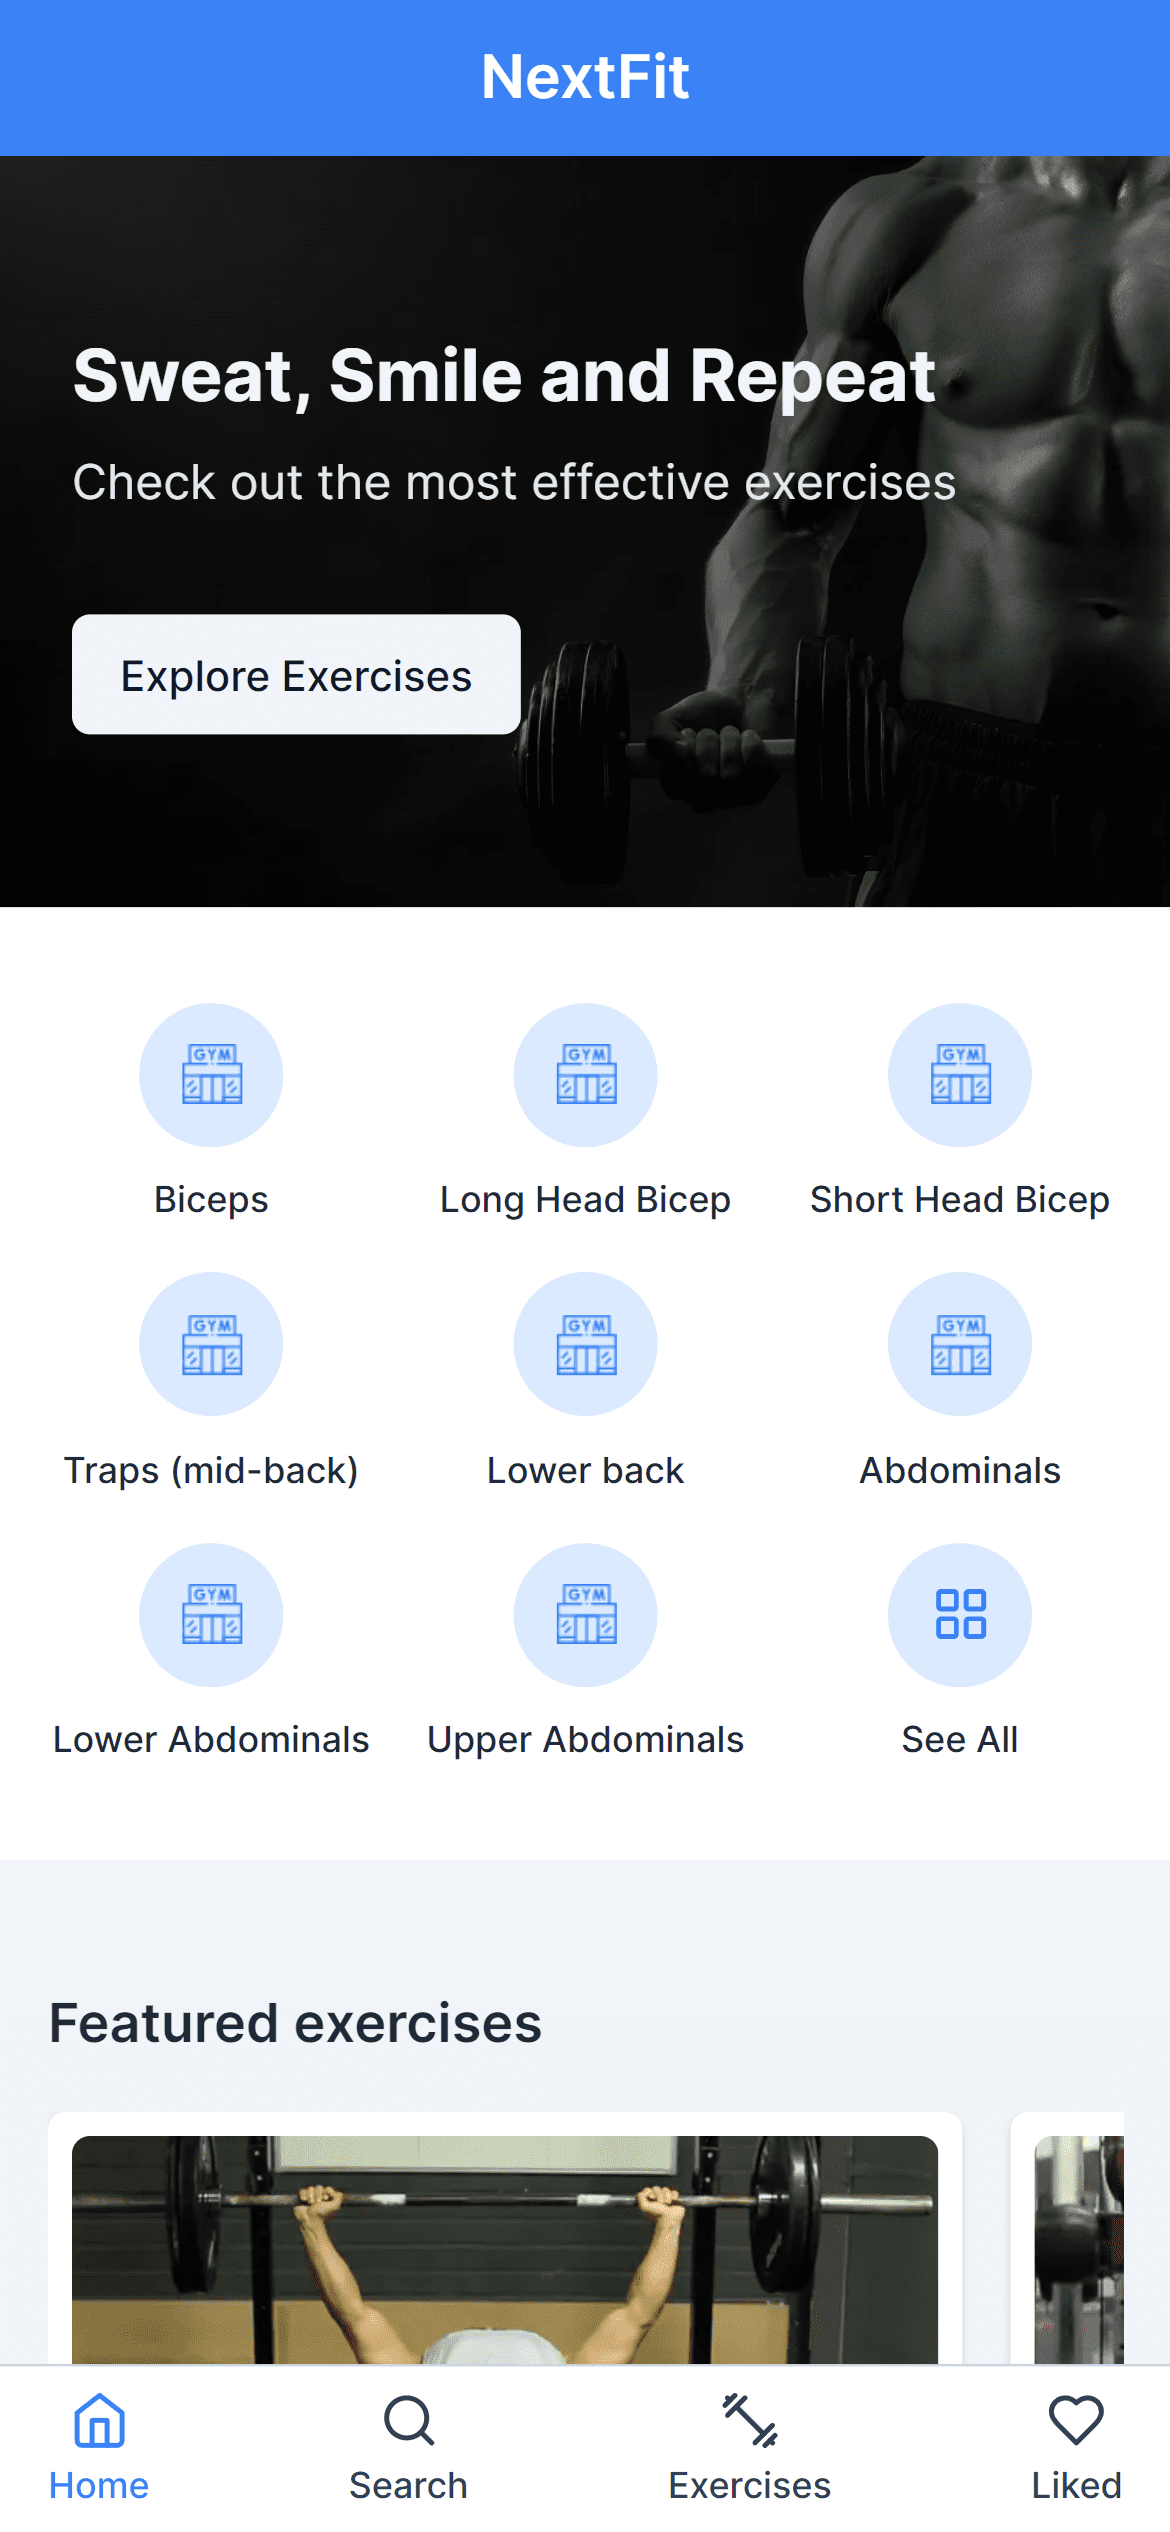 NextFit
Sweat, Smile and Repeat
Check out the most effective exercises
Explore Exercises
GYM GYM GYM
Biceps Long Head Bicep Short Head Bicep
GYM GYM GYM
Traps (mid-back) Lower back Abdominals
GYM GYM
Lower Abdominals Upper Abdominals See All
Featured exercises
Home Search Exercises Liked